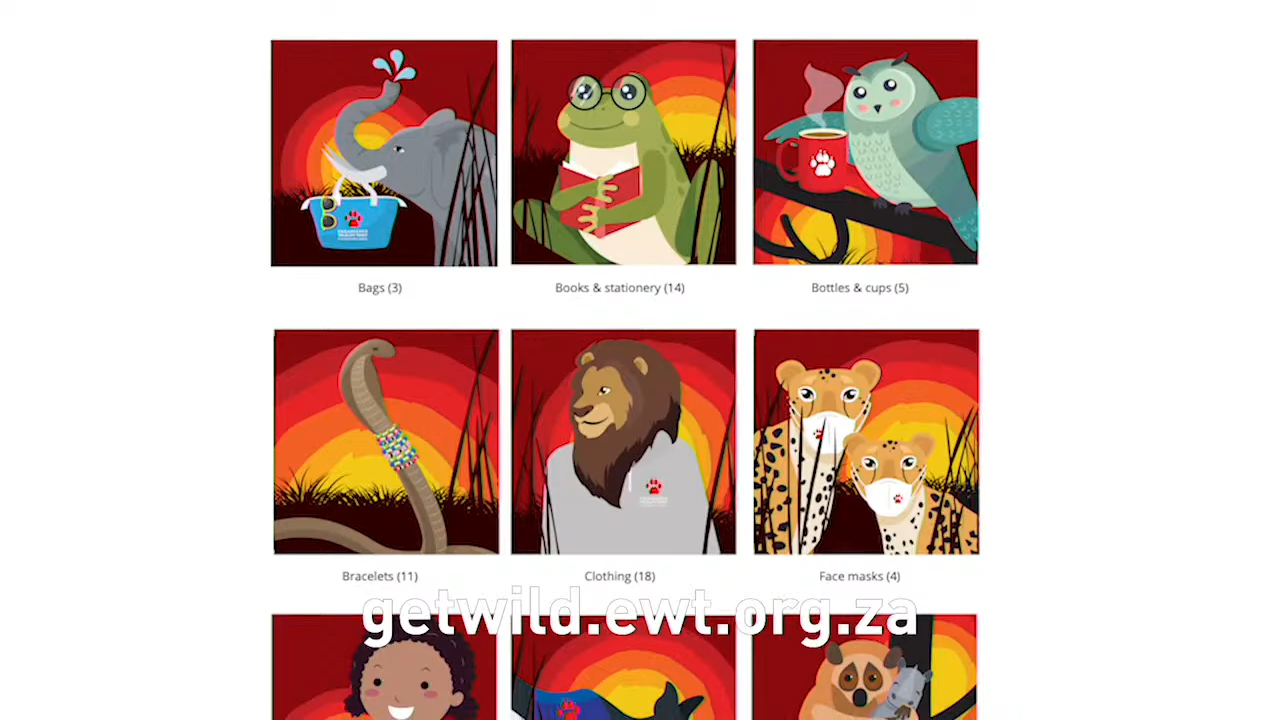 Bags (3)
Books & stationery (14)
Bottles & cups (5)
Bracelets (11)
Clothing (18)
Face masks (4)
getwild.ewt.org.za